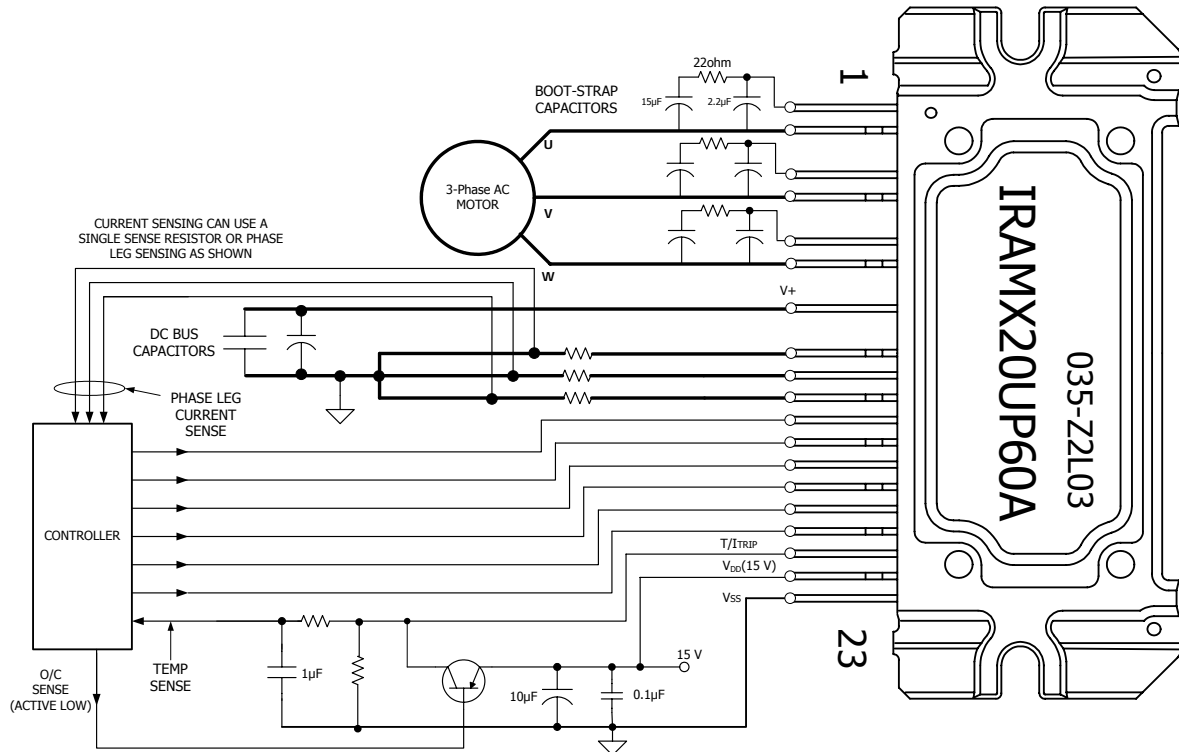 22ohm
BOOT-STRAP
CAPACITORS
15µF
2.2µF
1
U
3-Phase AC
MOTOR
V
W
CURRENT SENSING CAN USE A
SINGLE SENSE RESISTOR OR PHASE
LEG SENSING AS SHOWN
V+
DC BUS
CAPACITORS
PHASE LEG
CURRENT
SENSE
IRAMX20UP60A
035-Z2L03
CONTROLLER
T/ITRIP
VDD(15 V)
VSS
23
O/C
SENSE
(ACTIVE LOW)
TEMP
SENSE
1µF
15 V
10µF
0.1µF